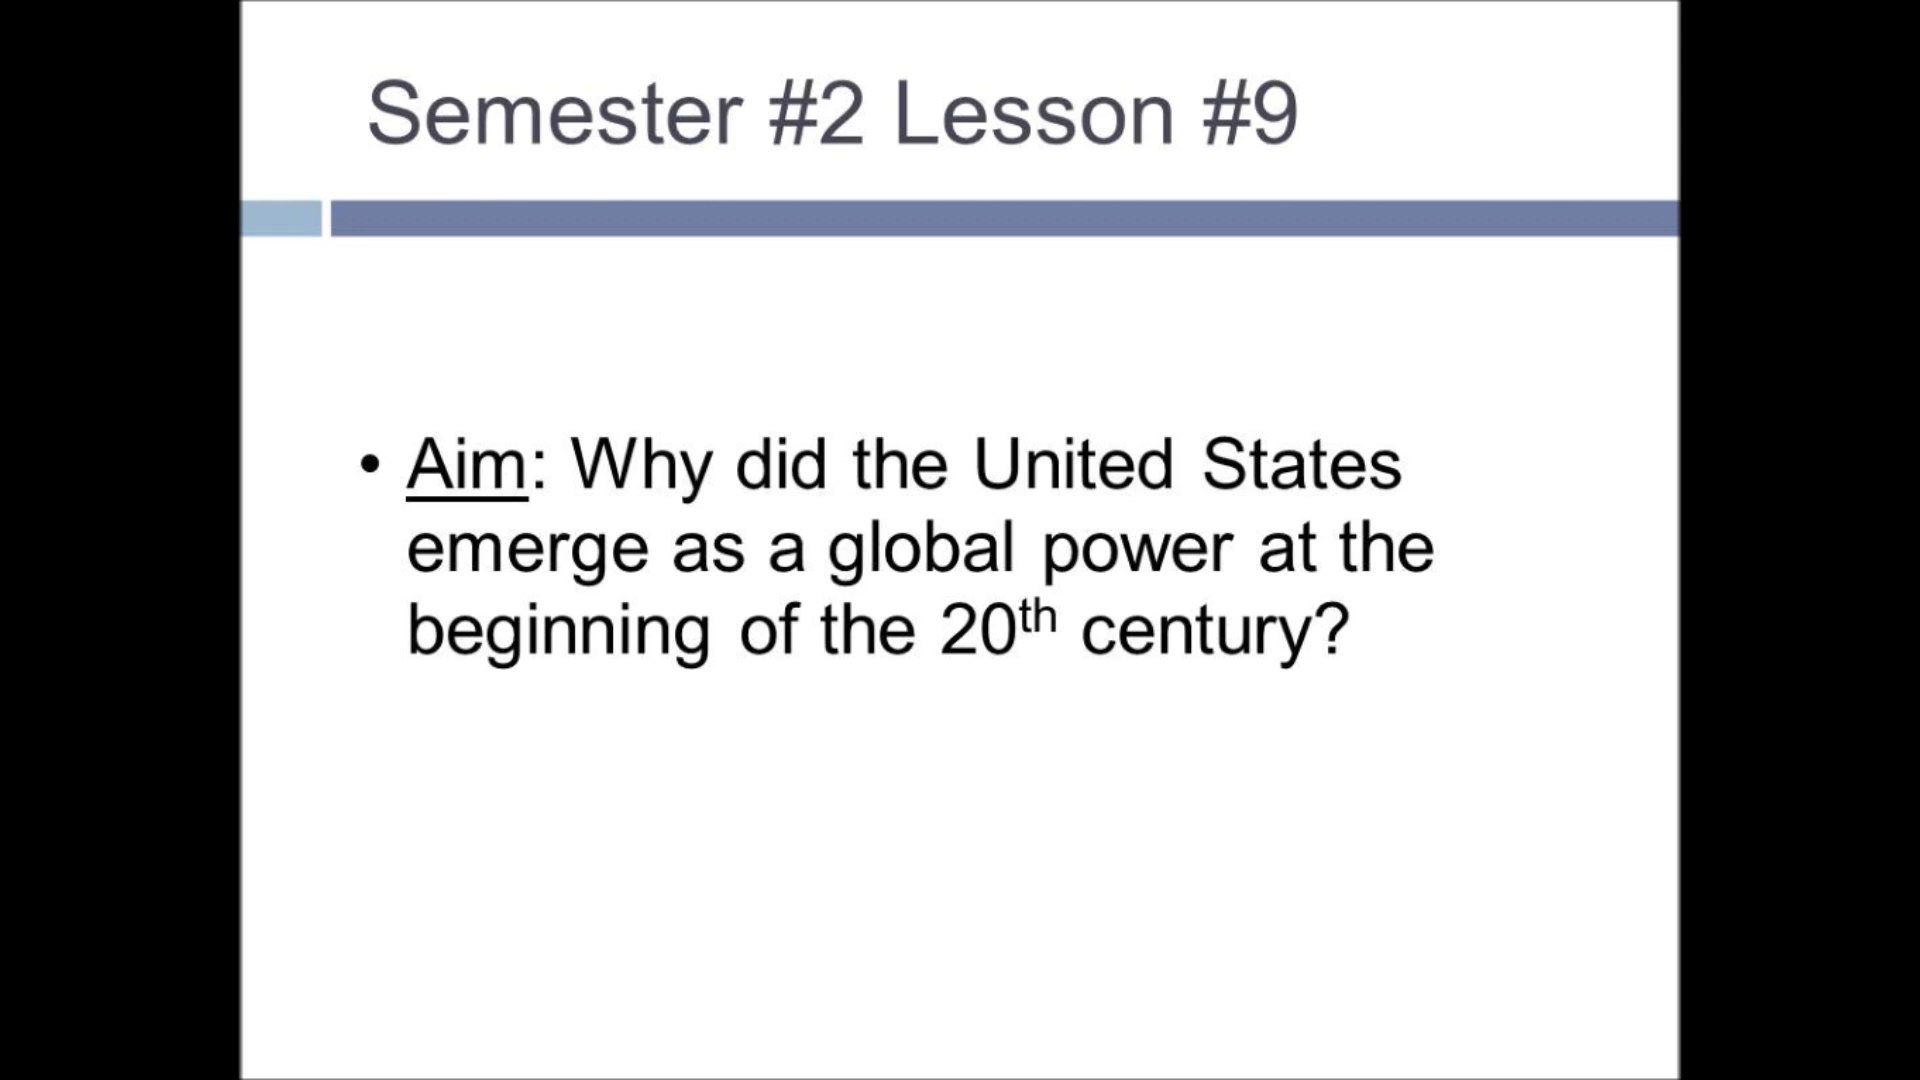 Semester #2 Lesson #9
• Aim: Why did the United States
emerge as a global power at the
beginning of the 20th century?